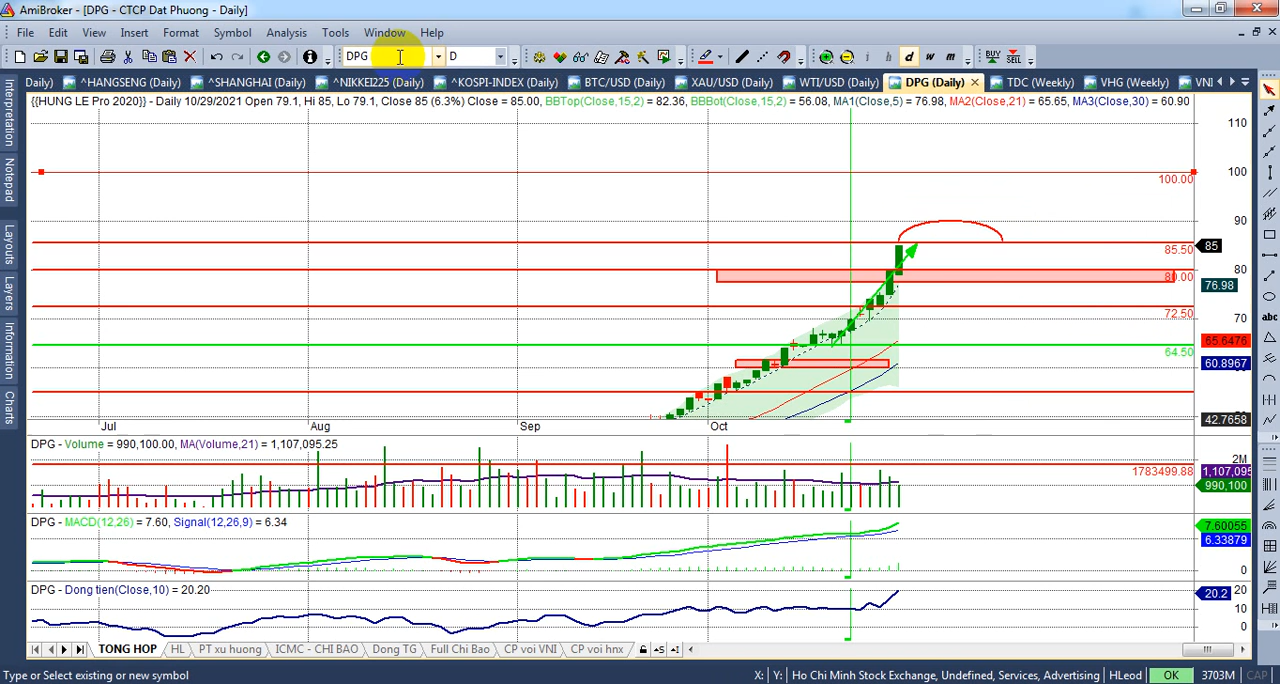 AmiBroker - [DPG - CTCP Dat Phuong - Daily]
File Edit View Insert Format Symbol Analysis Tools Window Help
DPG D i h d w m BUY SELL
Daily) ^HANGSENG (Daily) ^SHANGHAI (Daily) ^NIKKEI225 (Daily) ^KOSPI-INDEX (Daily) BTC/USD (Daily) XAU/USD (Daily) WTI/USD (Daily) DPG (Daily) TDC (Weekly) VHG (Weekly) VNI
{{HUNG LE Pro 2020}} - Daily 10/29/2021 Open 79.1, Hi 85, Lo 79.1, Close 85 (6.3%) Close = 85.00, BBTop(Close,15,2) = 82.36, BBBot(Close,15,2) = 56.08, MA1(Close,5) = 76.98, MA2(Close,21) = 65.65, MA3(Close,30) = 60.90
Interpretation
Notepad
Layouts
Layers
Information
Charts
abc
110
100
100.00
90
85
85.50
80
80.00
76.98
72.50
70
65.6476
64.50
60.8967
42.7658
Jul Aug Sep Oct
DPG - Volume = 990,100.00, MA(Volume,21) = 1,107,095.25
2M
1783499.88
1,107,095
990,100
DPG - MACD(12,26) = 7.60, Signal(12,26,9) = 6.34
7.60055
6.33879
0
DPG - Dong tien(Close,10) = 20.20
20
20.2
10
0
TONG HOP HL PT xu huong ICMC - CHI BAO Dong TG Full Chi Bao CP voi VNI CP voi hnx
Type or Select existing or new symbol X: Y: Ho Chi Minh Stock Exchange, Undefined, Services, Advertising HLeod OK 3703M CAP